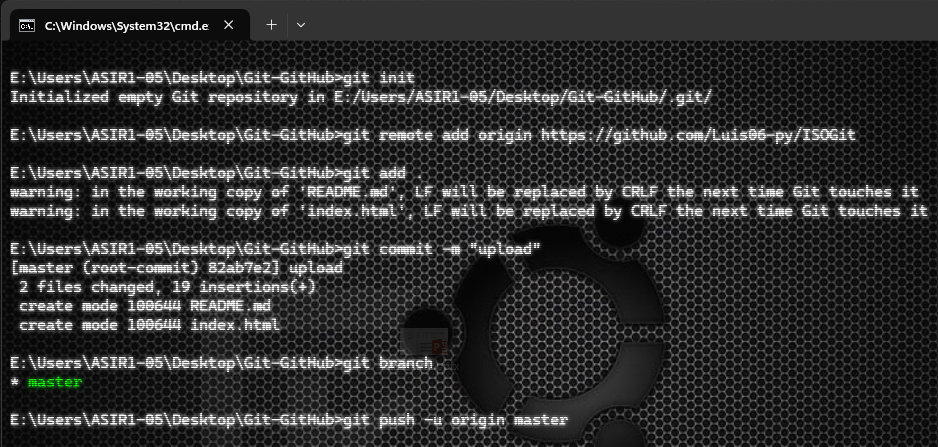 C:\Windows\System32\cmd.e
E:\Users\ASIR1-05\Desktop\Git-GitHub>git init
Initialized empty Git repository in E:/Users/ASIR1-05/Desktop/Git-GitHub/.git/
E:\Users\ASIR1-05\Desktop\Git-GitHub>git remote add origin https://github.com/Luis06-py/ISOGit
E:\Users\ASIR1-05\Desktop\Git-GitHub>git add .
warning: in the working copy of 'README.md', LF will be replaced by CRLF the next time Git touches it
warning: in the working copy of 'index.html', LF will be replaced by CRLF the next time Git touches it
E:\Users\ASIR1-05\Desktop\Git-GitHub>git commit -m "upload"
[master (root-commit) 82ab7e2] upload
2 files changed, 19 insertions(+)
create mode 100644 README.md
create mode 100644 index.html
E:\Users\ASIR1-05\Desktop\Git-GitHub>git branch
* master
E:\Users\ASIR1-05\Desktop\Git-GitHub>git push -u origin master